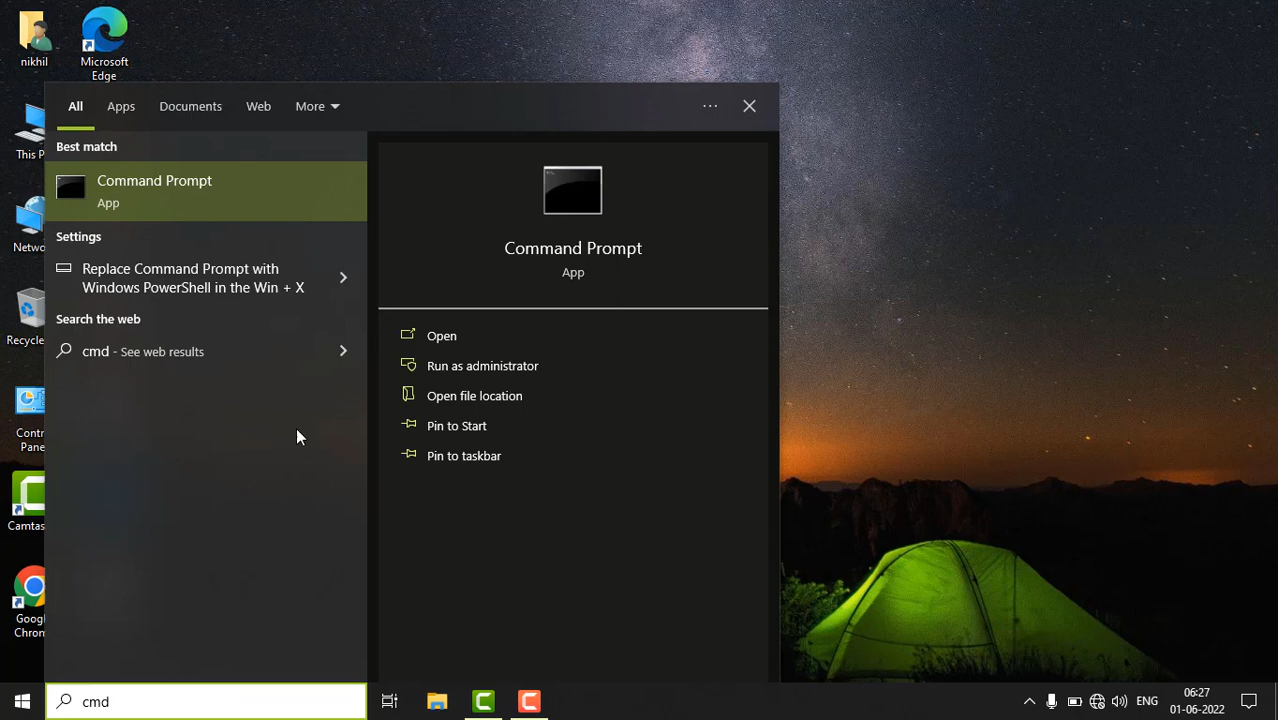 nikhil
Microsoft
Edge
This P
Netwo
Recycle
Contr
Pane
Camtas
Googl
Chron
All
Apps
Documents
Web
More
Best match
Command Prompt
App
Settings
Replace Command Prompt with
Windows PowerShell in the Win + X
Search the web
cmd - See web results
Command Prompt
App
Open
Run as administrator
Open file location
Pin to Start
Pin to taskbar
cmd
ENG
06:27
01-06-2022